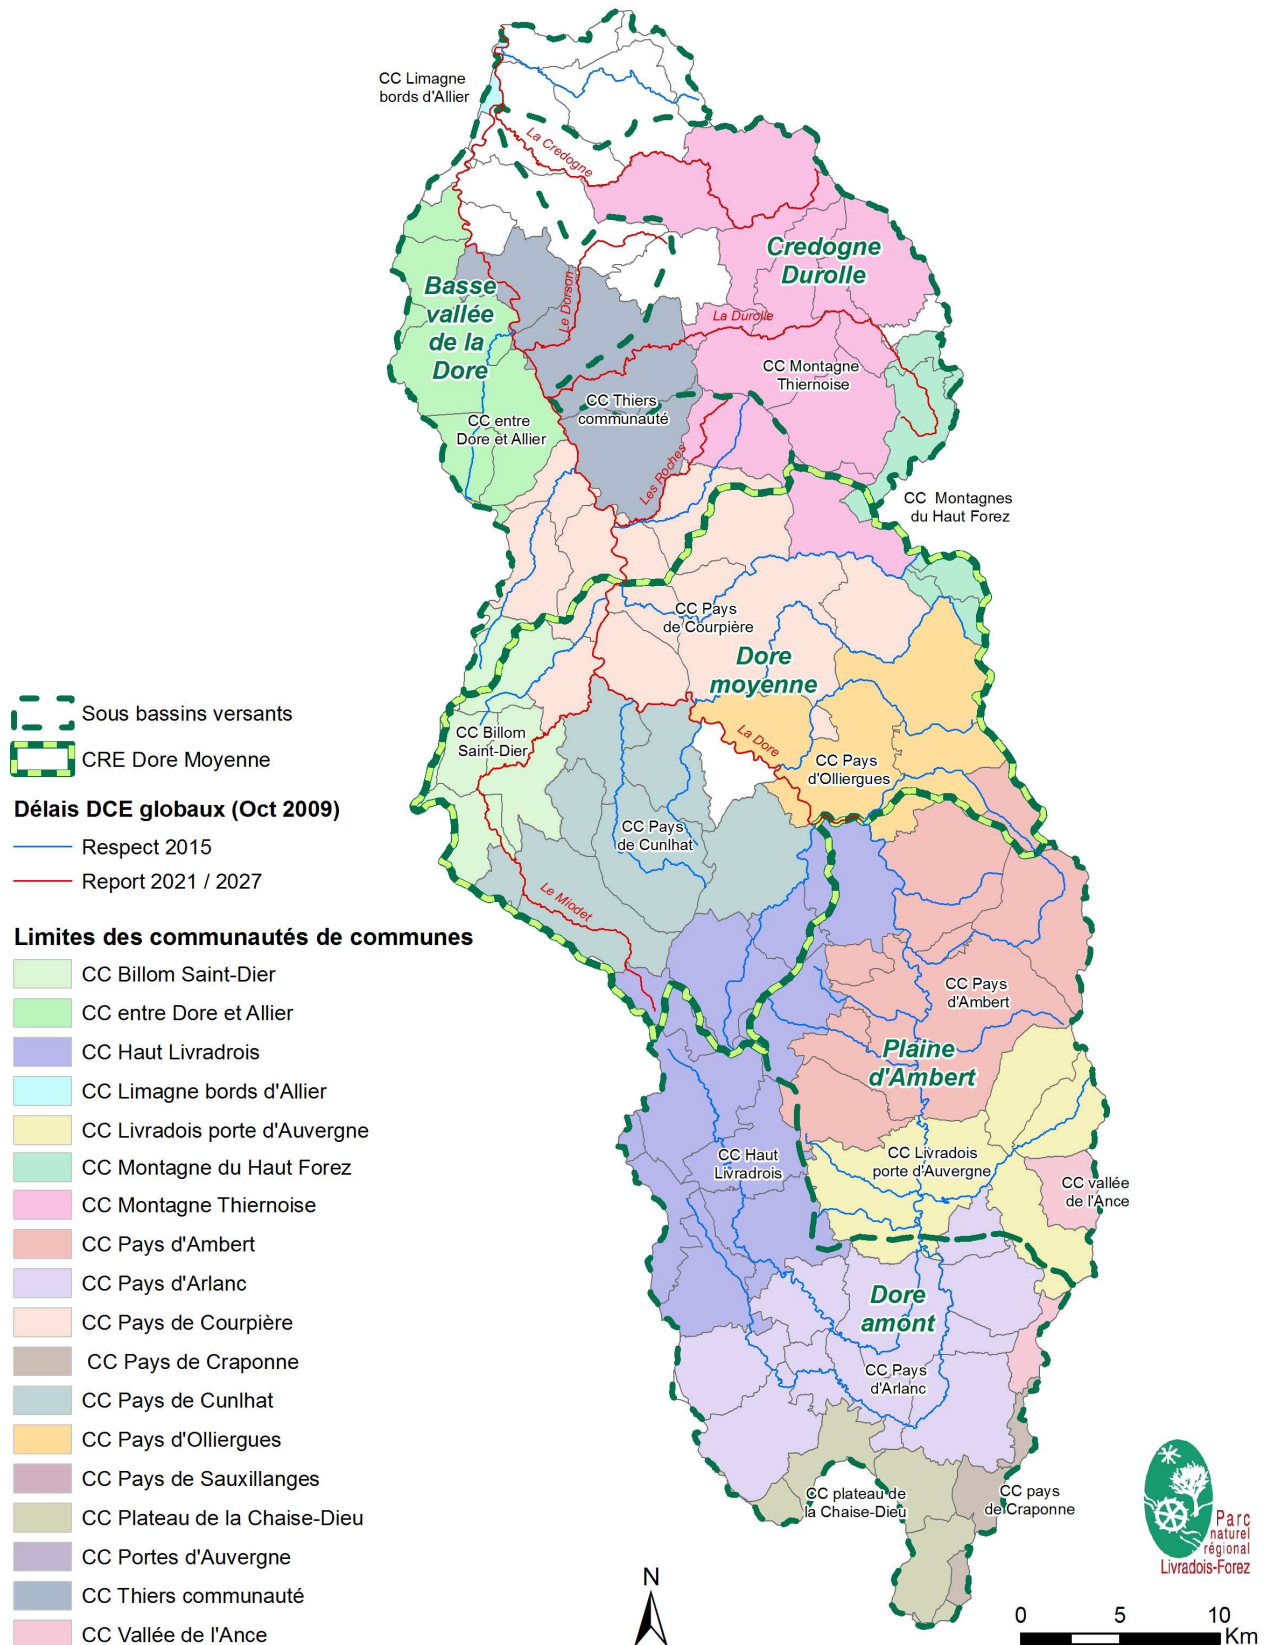 CC Limagne
bords d'Allier
La Credogne
Credogne
Durolle
Basse
vallée
de la
Dore
Le Dorson
La Durolle
CC Montagne
Thiernoise
CC Thiers
communauté
CC entre
Dore et Allier
Les Roches
CC Montagnes
du Haut Forez
CC Pays
de Courpière
Dore
moyenne
CC Billom
Saint-Dier
La Dore
CC Pays
d'Olliergues
CC Pays
de Cunlhat
Le Miodet
CC Pays
d'Ambert
Plaine
d'Ambert
CC Haut
Livradrois
CC Livradois
porte d'Auvergne
CC vallée
de l'Ance
Dore
amont
CC Pays
d'Arlanc
CC plateau de
la Chaise-Dieu
CC pays
de Craponne
Sous bassins versants
CRE Dore Moyenne
Délais DCE globaux (Oct 2009)
Respect 2015
Report 2021 / 2027
Limites des communautés de communes
CC Billom Saint-Dier
CC entre Dore et Allier
CC Haut Livradrois
CC Limagne bords d'Allier
CC Livradois porte d'Auvergne
CC Montagne du Haut Forez
CC Montagne Thiernoise
CC Pays d'Ambert
CC Pays d'Arlanc
CC Pays de Courpière
CC Pays de Craponne
CC Pays de Cunlhat
CC Pays d'Olliergues
CC Pays de Sauxillanges
CC Plateau de la Chaise-Dieu
CC Portes d'Auvergne
CC Thiers communauté
CC Vallée de l'Ance
N
0 5 10
Km
Parc
naturel
régional
Livradois-Forez